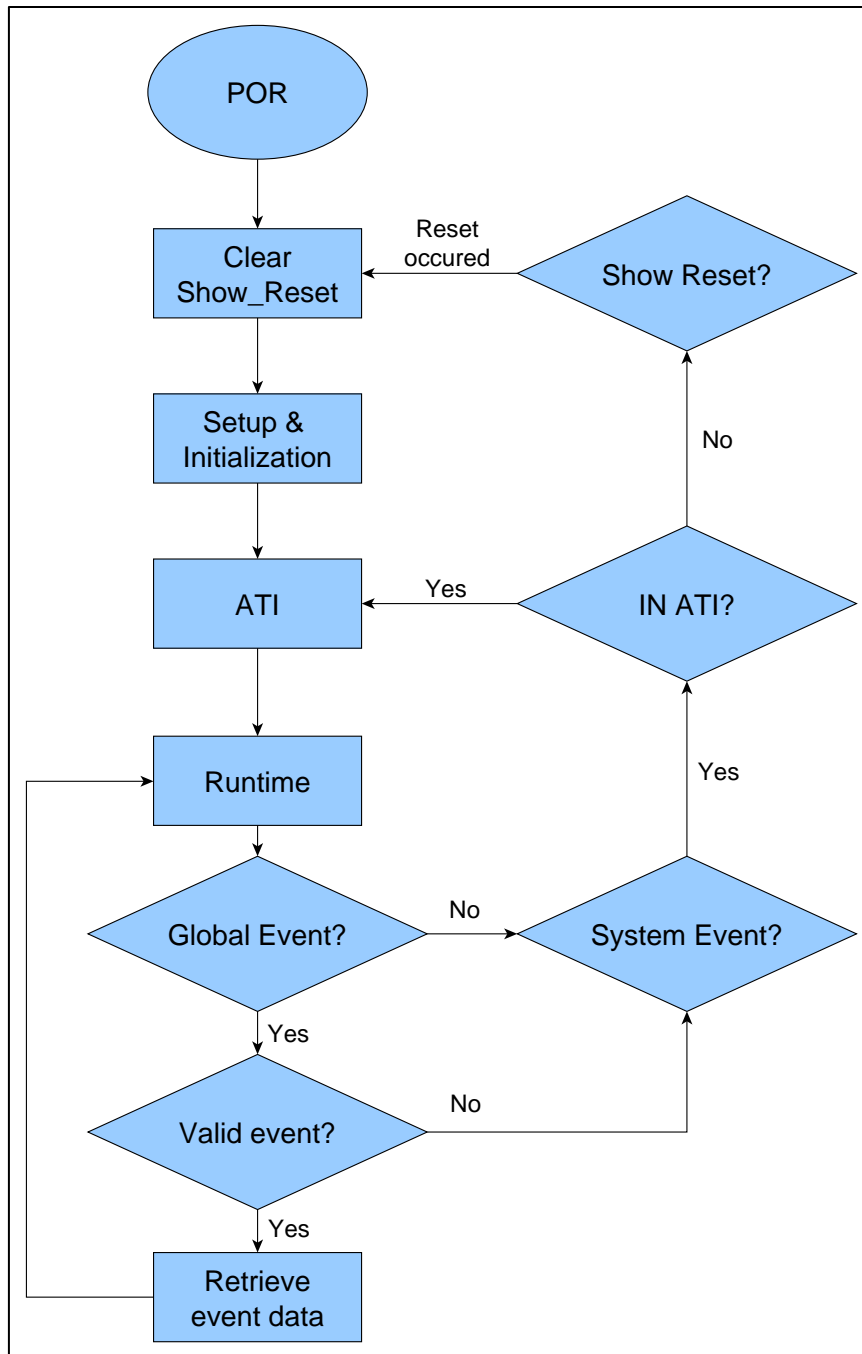 POR
Clear
Show_Reset
Reset
occured
Show Reset?
Setup &
Initialization
No
ATI
Yes
IN ATI?
Runtime
Yes
Global Event?
No
System Event?
Yes
Valid event?
No
Yes
Retrieve
event data